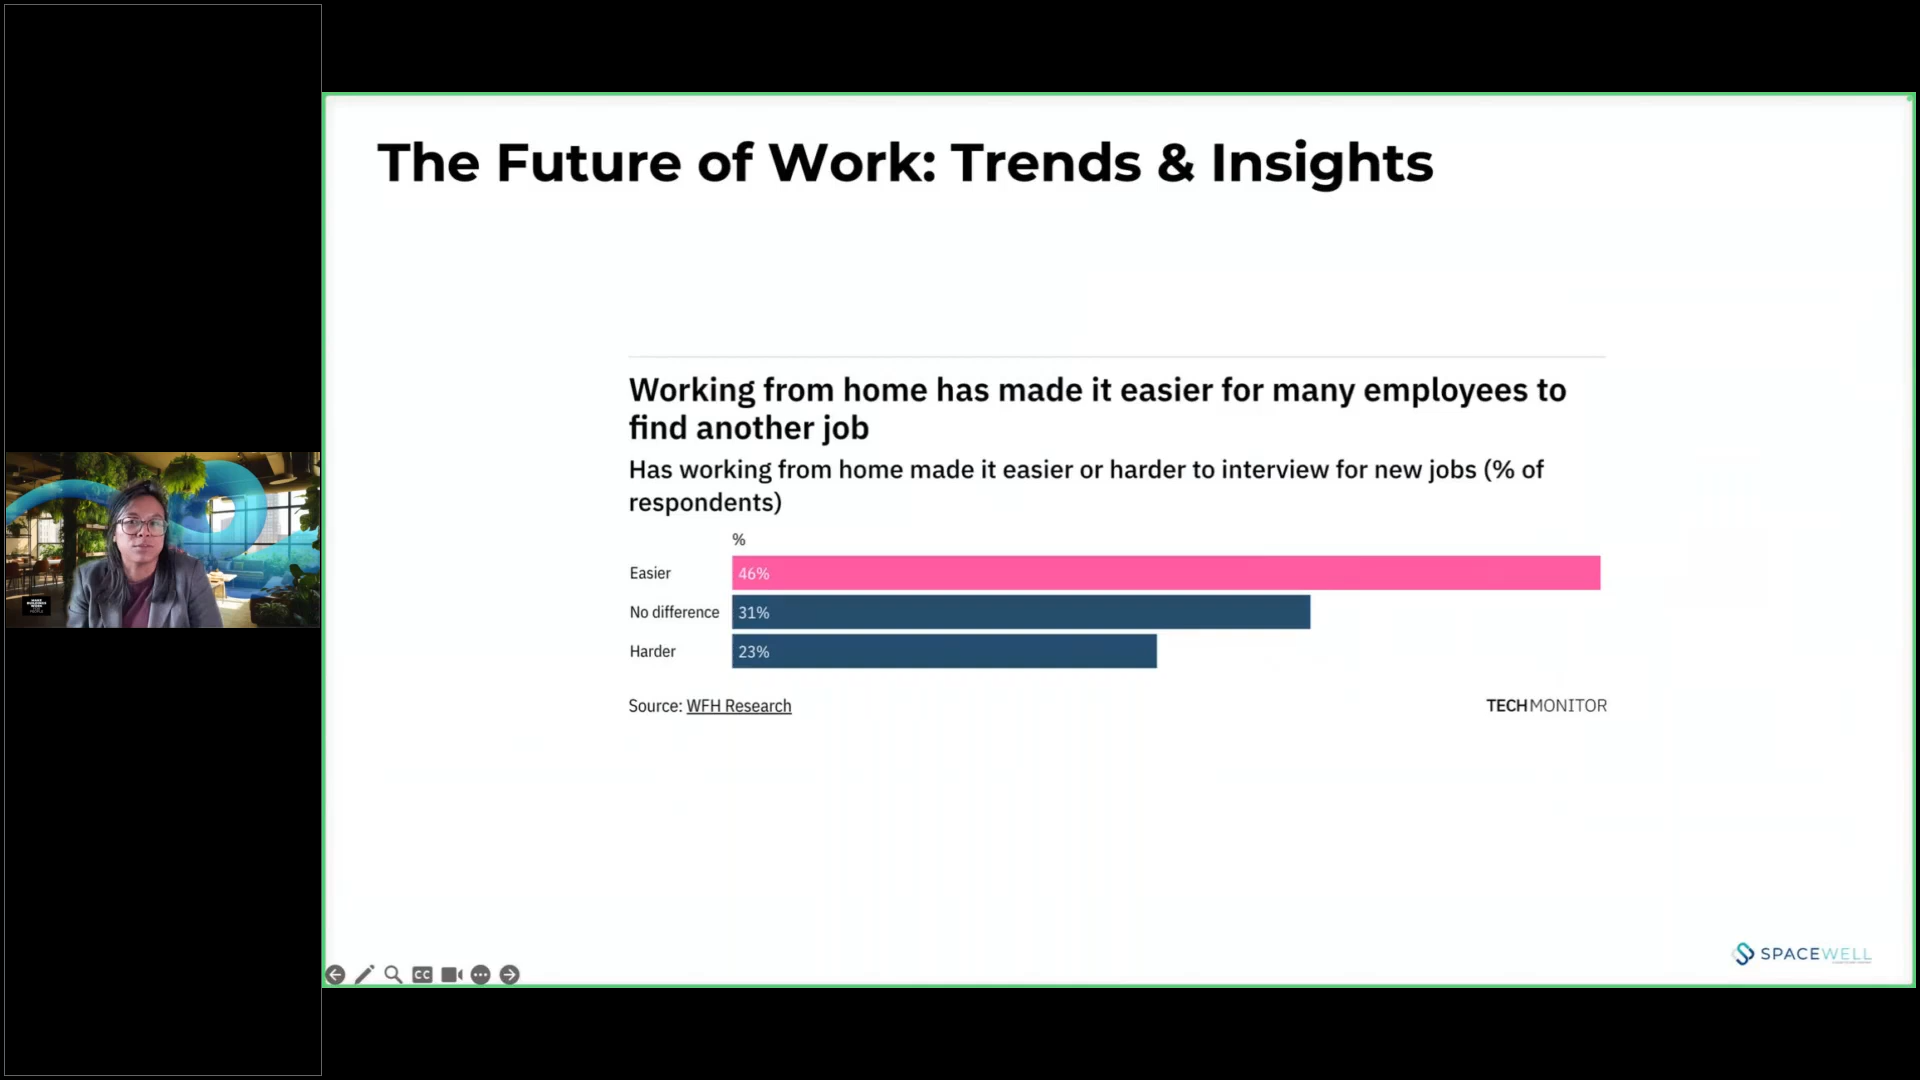 The Future of Work: Trends & Insights
Working from home has made it easier for many employees to
find another job
Has working from home made it easier or harder to interview for new jobs (% of
respondents)
%
Easier 46%
No difference 31%
Harder 23%
Source: WFH Research
TECHMONITOR
SPACEWELL
CC